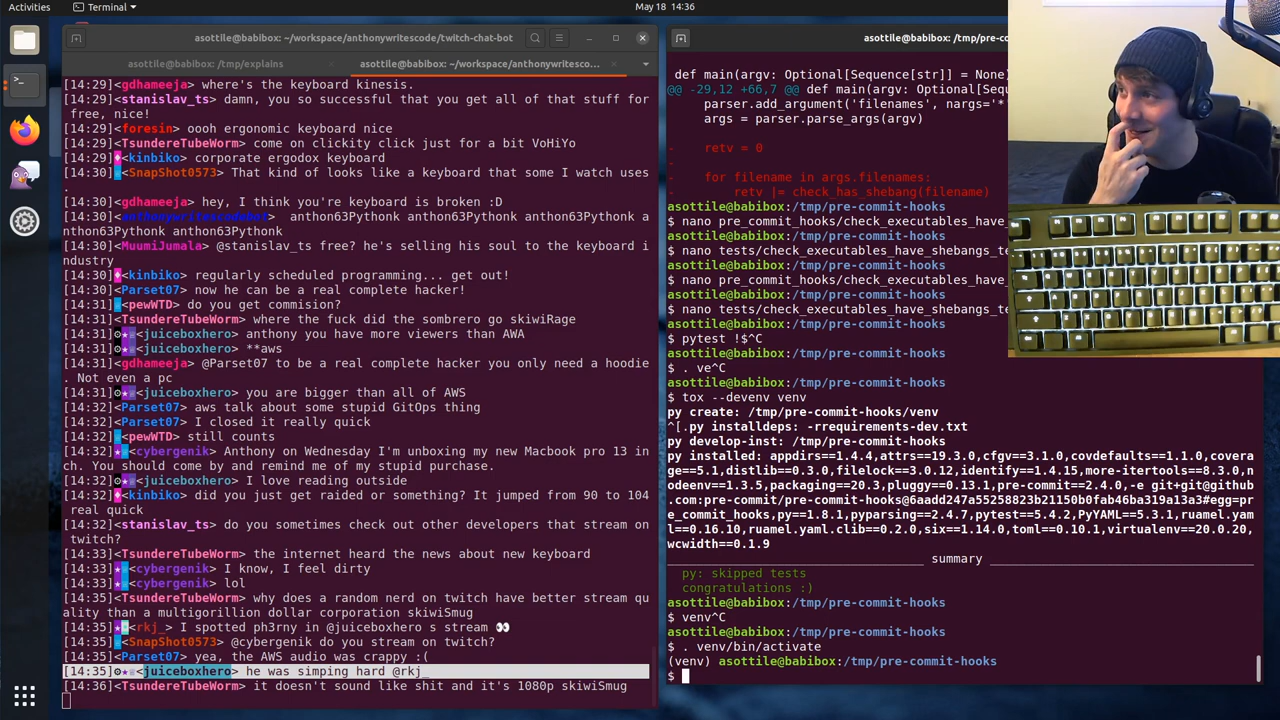 Activities
Terminal
May 18 14:36
asottile@babibox: ~/workspace/anthonywritescode/twitch-chat-bot
asottile@babibox: /tmp/explains
asottile@babibox: ~/workspace/anthonywritesco...
[14:29]<gdhameeja> where's the keyboard kinesis.
[14:29]<stanislav_ts> damn, you so successful that you get all of that stuff for
free, nice!
[14:29]<foresin> oooh ergonomic keyboard nice
[14:29]<TsundereTubeWorm> come on clickity click just for a bit VoHiYo
[14:29]<kinbiko> corporate ergodox keyboard
[14:30]<SnapShot0573> That kind of looks like a keyboard that some I watch uses
.
[14:30]<gdhameeja> hey, I think you're keyboard is broken :D
[14:30]<anthonywritescodebot> anthon63Pythonk anthon63Pythonk anthon63Pythonk a
nthon63Pythonk anthon63Pythonk
[14:30]<MuumiJumala> @stanislav_ts free? he's selling his soul to the keyboard i
ndustry
[14:30]<kinbiko> regularly scheduled programming... get out!
[14:30]<Parset07> now he can be a real complete hacker!
[14:31]<pewWTD> do you get commision?
[14:31]<TsundereTubeWorm> where the fuck did the sombrero go skiwiRage
[14:31]<juiceboxhero> anthony you have more viewers than AWA
[14:31]<juiceboxhero> **aws
[14:31]<gdhameeja> @Parset07 to be a real complete hacker you only need a hoodie
. Not even a pc
[14:31]<juiceboxhero> you are bigger than all of AWS
[14:32]<Parset07> aws talk about some stupid GitOps thing
[14:32]<Parset07> I closed it really quick
[14:32]<pewWTD> still counts
[14:32]<cybergenik> Anthony on Wednesday I'm unboxing my new Macbook pro 13 in
ch. You should come by and remind me of my stupid purchase.
[14:32]<juiceboxhero> I love reading outside
[14:32]<kinbiko> did you just get raided or something? It jumped from 90 to 104
real quick
[14:32]<stanislav_ts> do you sometimes check out other developers that stream on
twitch?
[14:33]<TsundereTubeWorm> the internet heard the news about new keyboard
[14:33]<cybergenik> I know, I feel dirty
[14:33]<cybergenik> lol
[14:35]<TsundereTubeWorm> why does a random nerd on twitch have better stream qu
ality than a multigorillion dollar corporation skiwiSmug
[14:35]<rkj_> I spotted ph3rny in @juiceboxhero s stream 👀
[14:35]<SnapShot0573> @cybergenik do you stream on twitch?
[14:35]<Parset07> yea, the AWS audio was crappy :(
[14:35]<juiceboxhero> he was simping hard @rkj_
[14:36]<TsundereTubeWorm> it doesn't sound like shit and it's 1080p skiwiSmug
asottile@babibox: /tmp/pre-co
def main(argv: Optional[Sequence[str]] = None)
@@ -29,12 +66,7 @@ def main(argv: Optional[Sequenc
parser.add_argument('filenames', nargs='*'
args = parser.parse_args(argv)
- retv = 0
-
- for filename in args.filenames:
- retv |= check_has_shebang(filename)
asottile@babibox:/tmp/pre-commit-hooks
$ nano pre_commit_hooks/check_executables_have_
asottile@babibox:/tmp/pre-commit-hooks
$ nano tests/check_executables_have_shebangs_te
asottile@babibox:/tmp/pre-commit-hooks
$ nano pre_commit_hooks/check_executables_have_
asottile@babibox:/tmp/pre-commit-hooks
$ nano tests/check_executables_have_shebangs_te
asottile@babibox:/tmp/pre-commit-hooks
$ pytest !$^C
asottile@babibox:/tmp/pre-commit-hooks
$ . ve^C
asottile@babibox:/tmp/pre-commit-hooks
$ tox --devenv venv
py create: /tmp/pre-commit-hooks/venv
^[.py installdeps: -rrequirements-dev.txt
py develop-inst: /tmp/pre-commit-hooks
py installed: appdirs==1.4.4,attrs==19.3.0,cfgv==3.1.0,covdefaults==1.1.0,covera
ge==5.1,distlib==0.3.0,filelock==3.0.12,identify==1.4.15,more-itertools==8.3.0,n
odeenv==1.3.5,packaging==20.3,pluggy==0.13.1,pre-commit==2.4.0,-e git+git@github
.com:pre-commit/pre-commit-hooks@6aadd247a55258823b21150b0fab46ba319a13a3#egg=pr
e_commit_hooks,py==1.8.1,pyparsing==2.4.7,pytest==5.4.2,PyYAML==5.3.1,ruamel.yam
l==0.16.10,ruamel.yaml.clib==0.2.0,six==1.14.0,toml==0.10.1,virtualenv==20.0.20,
wcwidth==0.1.9
summary
py: skipped tests
congratulations :)
asottile@babibox:/tmp/pre-commit-hooks
$ venv^C
asottile@babibox:/tmp/pre-commit-hooks
$ . venv/bin/activate
(venv) asottile@babibox:/tmp/pre-commit-hooks
$